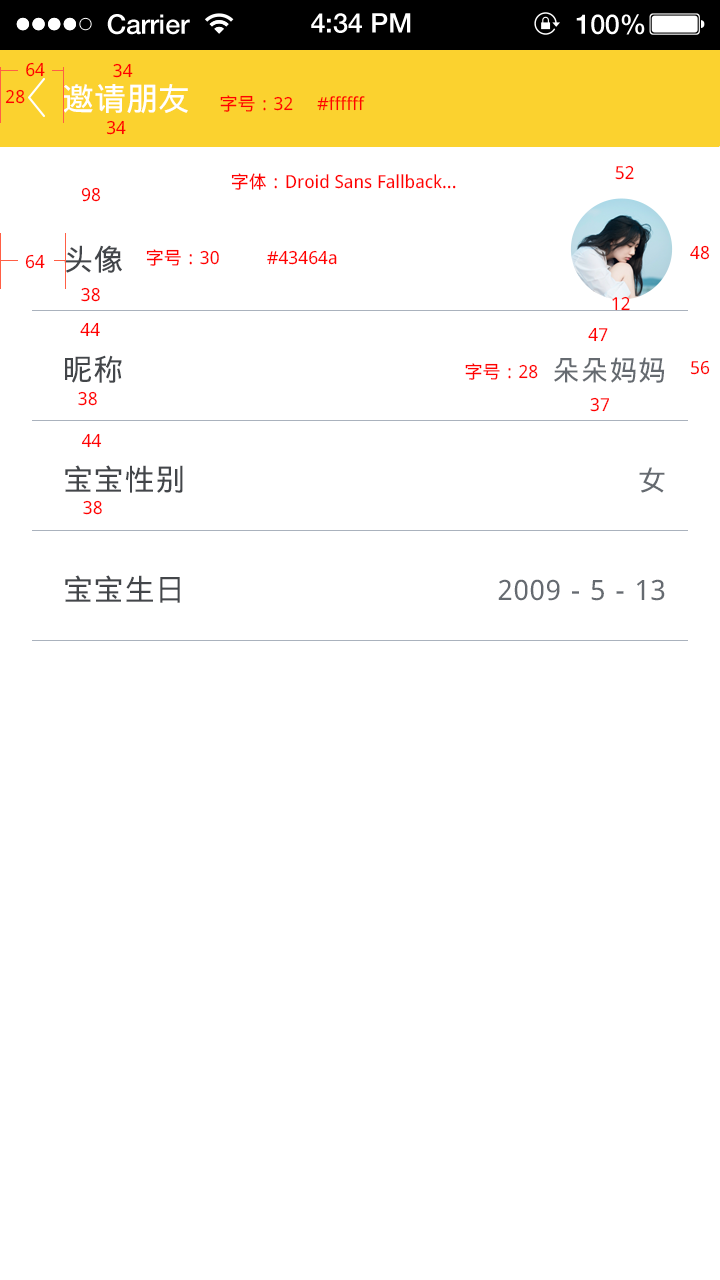 Carrier 4:34 PM 100%
64 34
28 邀请朋友 字号：32 #ffffff
34
字体：Droid Sans Fallback... 52
98
64 头像 字号：30 #43464a 48
38 12
44 47
昵称 字号：28 朵朵妈妈 56
38 37
44
宝宝性别 女
38
宝宝生日 2009 - 5 - 13